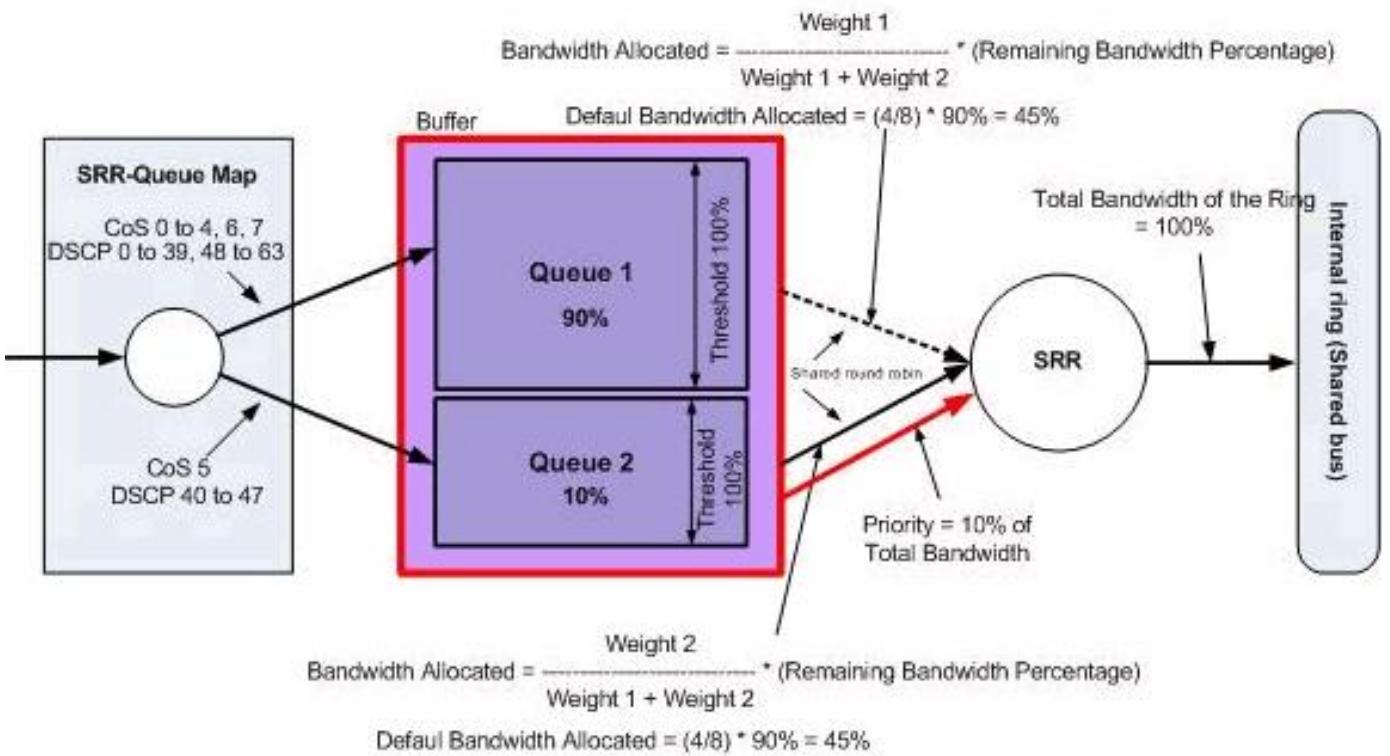 Weight 1
Bandwidth Allocated = ------------------------------ * (Remaining Bandwidth Percentage)
Weight 1 + Weight 2
Defaul Bandwidth Allocated = (4/8) * 90% = 45%
Buffer
SRR-Queue Map
CoS 0 to 4, 6, 7
DSCP 0 to 39, 48 to 63
CoS 5
DSCP 40 to 47
Queue 1
90%
Threshold 100%
Queue 2
10%
Threshold
100%
Shared round robin
SRR
Total Bandwidth of the Ring
= 100%
Internal ring (Shared bus)
Priority = 10% of
Total Bandwidth
Weight 2
Bandwidth Allocated = ------------------------------ * (Remaining Bandwidth Percentage)
Weight 1 + Weight 2
Defaul Bandwidth Allocated = (4/8) * 90% = 45%